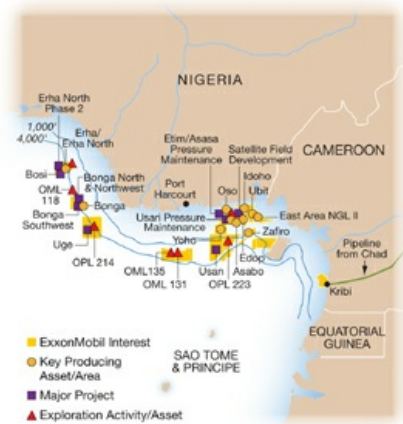 NIGERIA
Erha North
Phase 2
1,000'
4,000'
Erha/
Erha North
Bosi
Bonga North
& Northwest
OML
118
Bonga
Bonga
Southwest
Uge
OPL 214
Port
Harcourt
Etim/Asasa
Pressure
Maintenance
Satellite Field
Development
Idoho
Oso
Ubit
Usari Pressure
Maintenance
East Area NGL II
Yoho
Zafiro
Edop
Usan
Asabo
OPL 223
OML135
OML 131
CAMEROON
Pipeline
from Chad
Kribi
EQUATORIAL
GUINEA
SAO TOME
& PRINCIPE
ExxonMobil Interest
Key Producing
Asset/Area
Major Project
Exploration Activity/Asset